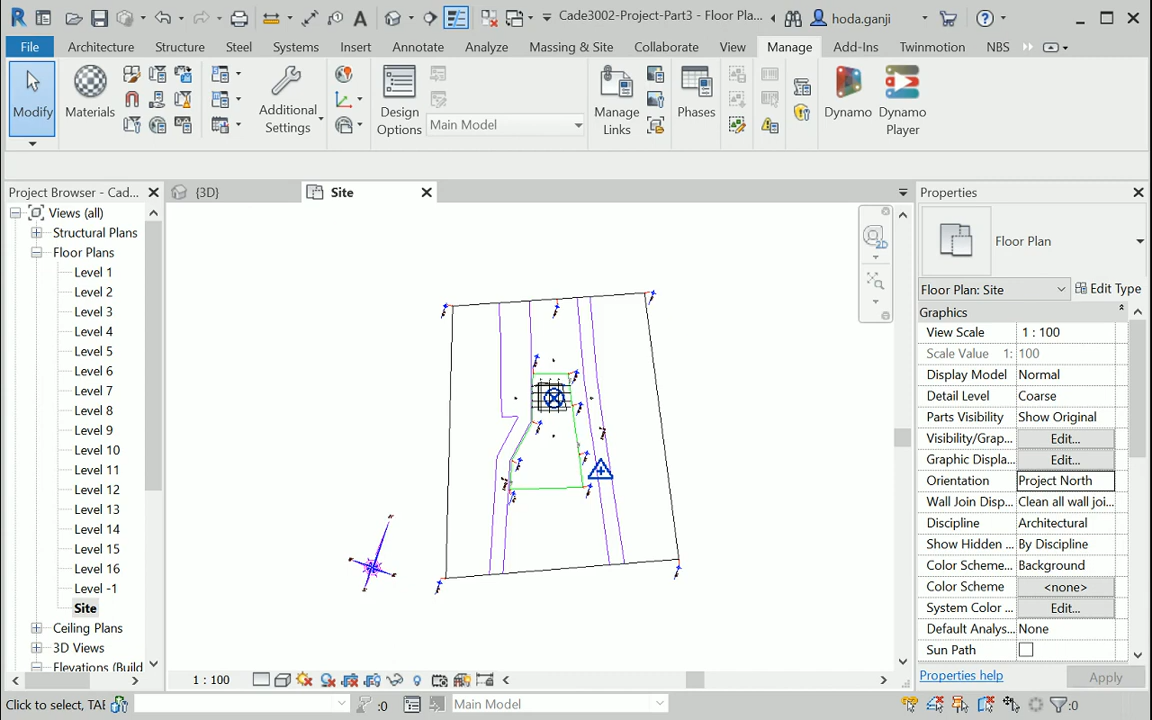 Cade3002-Project-Part3 - Floor Pla...
hoda.ganji
File
Architecture
Structure
Steel
Systems
Insert
Annotate
Analyze
Massing & Site
Collaborate
View
Manage
Add-Ins
Twinmotion
NBS
Modify
Materials
Additional
Settings
Design
Options
Main Model
Manage
Links
Phases
Dynamo
Dynamo
Player
Project Browser - Cad...
{3D}
Site
Properties
Views (all)
Structural Plans
Floor Plans
Level 1
Level 2
Level 3
Level 4
Level 5
Level 6
Level 7
Level 8
Level 9
Level 10
Level 11
Level 12
Level 13
Level 14
Level 15
Level 16
Level -1
Site
Ceiling Plans
3D Views
Elevations (Build
2D
Floor Plan
Floor Plan: Site
Edit Type
Graphics
View Scale 1 : 100
Scale Value 1: 100
Display Model Normal
Detail Level Coarse
Parts Visibility Show Original
Visibility/Grap... Edit...
Graphic Displa... Edit...
Orientation Project North
Wall Join Disp... Clean all wall joi...
Discipline Architectural
Show Hidden ... By Discipline
Color Scheme... Background
Color Scheme <none>
System Color ... Edit...
Default Analys... None
Sun Path
Properties help
Apply
1 : 100
Click to select, TAB
:0
Main Model
:0